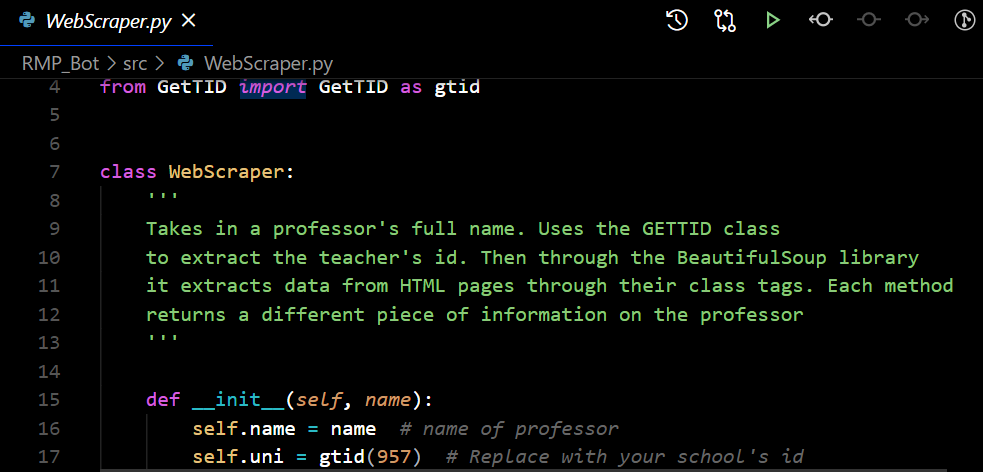 WebScraper.py ×
RMP_Bot > src > WebScraper.py
4 from GetTID import GetTID as gtid
5
6
7 class WebScraper:
8     '''
9     Takes in a professor's full name. Uses the GETTID class
10     to extract the teacher's id. Then through the BeautifulSoup library
11     it extracts data from HTML pages through their class tags. Each method
12     returns a different piece of information on the professor
13     '''
14
15     def __init__(self, name):
16         self.name = name  # name of professor
17         self.uni = gtid(957)  # Replace with your school's id